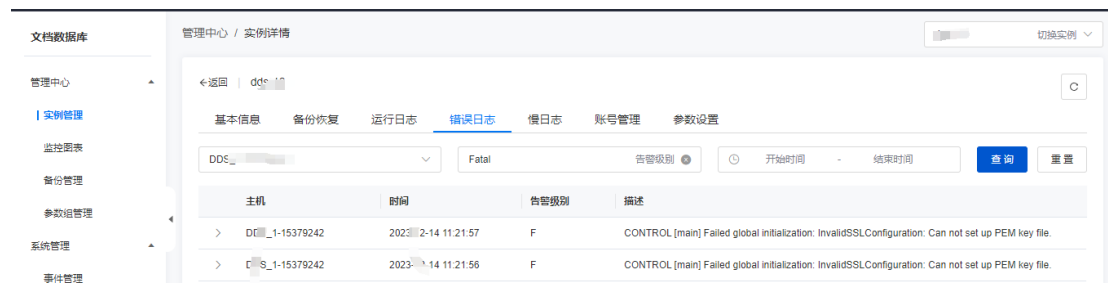 文档数据库
管理中心 / 实例详情
切换实例
管理中心
←返回 | dds
实例管理
基本信息 备份恢复 运行日志 错误日志 慢日志 账号管理 参数设置
监控图表
DDS_ Fatal 告警级别 开始时间 - 结束时间 查询 重置
备份管理
主机 时间 告警级别 描述
参数组管理
1-15379242 2-14 11:21:57 F CONTROL [main] Failed global initialization: InvalidSSLConfiguration: Can not set up PEM key file.
系统管理
1-15379242 14 11:21:56 F CONTROL [main] Failed global initialization: InvalidSSLConfiguration: Can not set up PEM key file.
事件管理